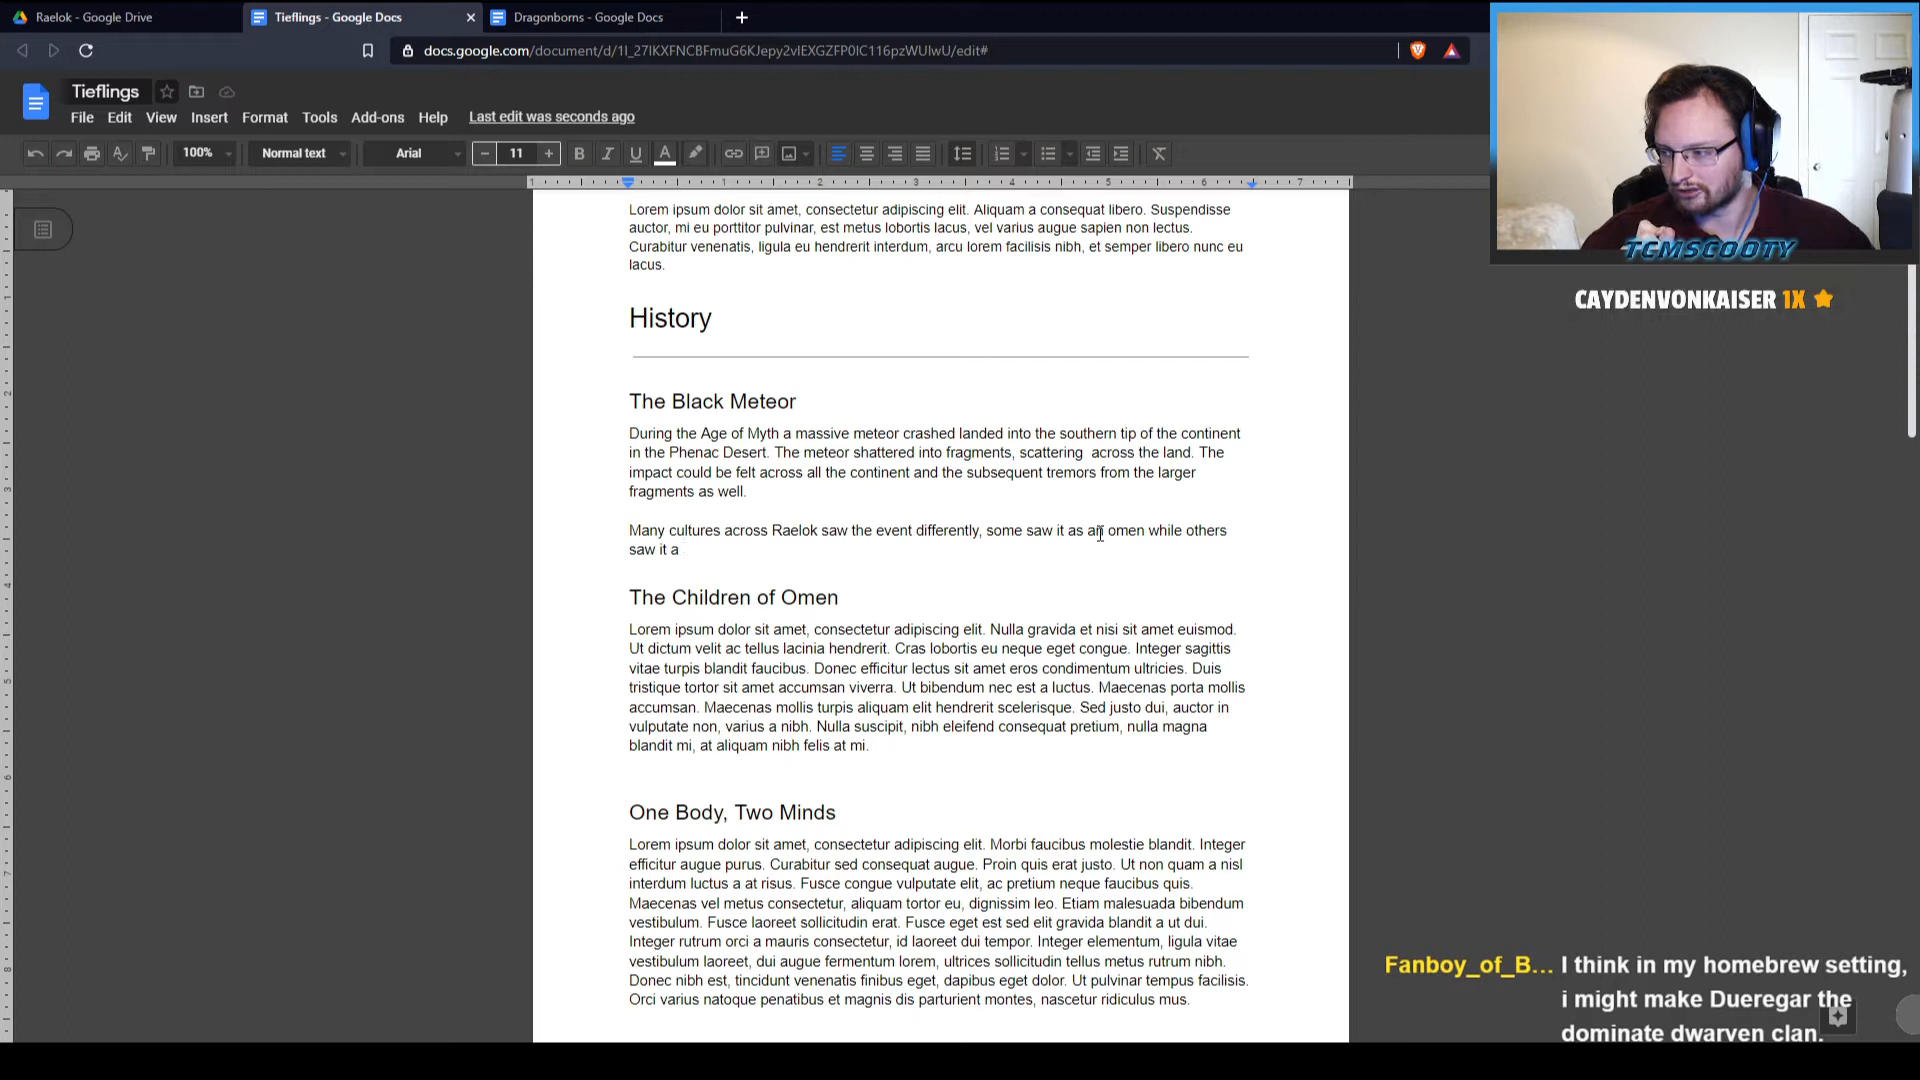 Raelok - Google Drive
Tieflings - Google Docs
Dragonborns - Google Docs
Tieflings
File Edit View Insert Format Tools Add-ons Help Last edit was seconds ago
100% Normal text Arial 11
Lorem ipsum dolor sit amet, consectetur adipiscing elit. Aliquam a consequat libero. Suspendisse
auctor, mi eu porttitor pulvinar, est metus lobortis lacus, vel varius augue sapien non lectus.
Curabitur venenatis, ligula eu hendrerit interdum, arcu lorem facilisis nibh, et semper libero nunc eu
lacus.
History
The Black Meteor
During the Age of Myth a massive meteor crashed landed into the southern tip of the continent
in the Phenac Desert. The meteor shattered into fragments, scattering  across the land. The
impact could be felt across all the continent and the subsequent tremors from the larger
fragments as well.
Many cultures across Raelok saw the event differently, some saw it as an omen while others
saw it a
The Children of Omen
Lorem ipsum dolor sit amet, consectetur adipiscing elit. Nulla gravida et nisi sit amet euismod.
Ut dictum velit ac tellus lacinia hendrerit. Cras lobortis eu neque eget congue. Integer sagittis
vitae turpis blandit faucibus. Donec efficitur lectus sit amet eros condimentum ultricies. Duis
tristique tortor sit amet accumsan viverra. Ut bibendum nec est a luctus. Maecenas porta mollis
accumsan. Maecenas mollis turpis aliquam elit hendrerit scelerisque. Sed justo dui, auctor in
vulputate non, varius a nibh. Nulla suscipit, nibh eleifend consequat pretium, nulla magna
blandit mi, at aliquam nibh felis at mi.
One Body, Two Minds
Lorem ipsum dolor sit amet, consectetur adipiscing elit. Morbi faucibus molestie blandit. Integer
efficitur augue purus. Curabitur sed consequat augue. Proin quis erat justo. Ut non quam a nisl
interdum luctus a at risus. Fusce congue vulputate elit, ac pretium neque faucibus quis.
Maecenas vel metus consectetur, aliquam tortor eu, dignissim leo. Etiam malesuada bibendum
vestibulum. Fusce laoreet sollicitudin erat. Fusce eget est sed elit gravida blandit a ut dui.
Integer rutrum orci a mauris consectetur, id laoreet dui tempor. Integer elementum, ligula vitae
vestibulum laoreet, dui augue fermentum lorem, ultrices sollicitudin tellus metus rutrum nibh.
Donec nibh est, tincidunt venenatis finibus eget, dapibus eget dolor. Ut pulvinar tempus facilisis.
Orci varius natoque penatibus et magnis dis parturient montes, nascetur ridiculus mus.
TCMSCOOTY
CAYDENVONKAISER 1X
Fanboy_of_B... I think in my homebrew setting,
i might make Dueregar the
dominate dwarven clan.